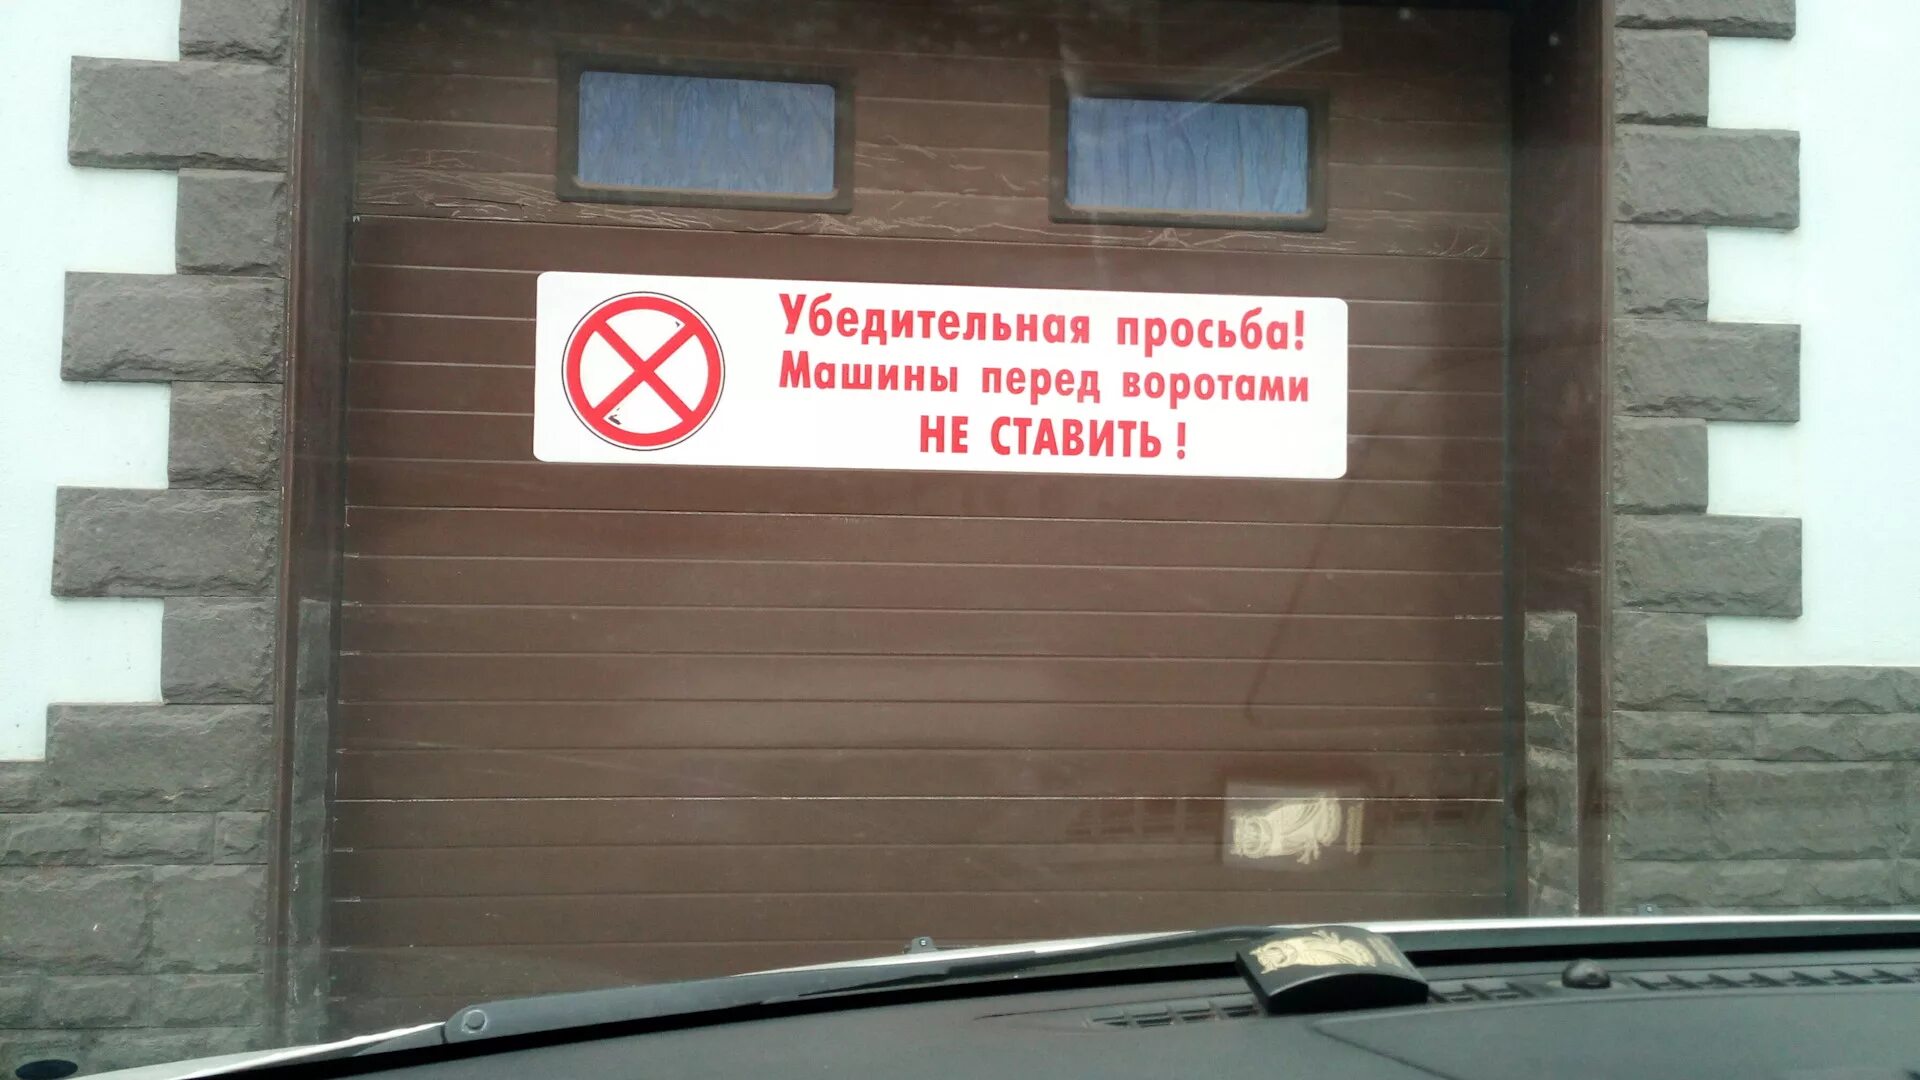 Убедительная просьба!
Машины перед воротами
НЕ СТАВИТЬ !